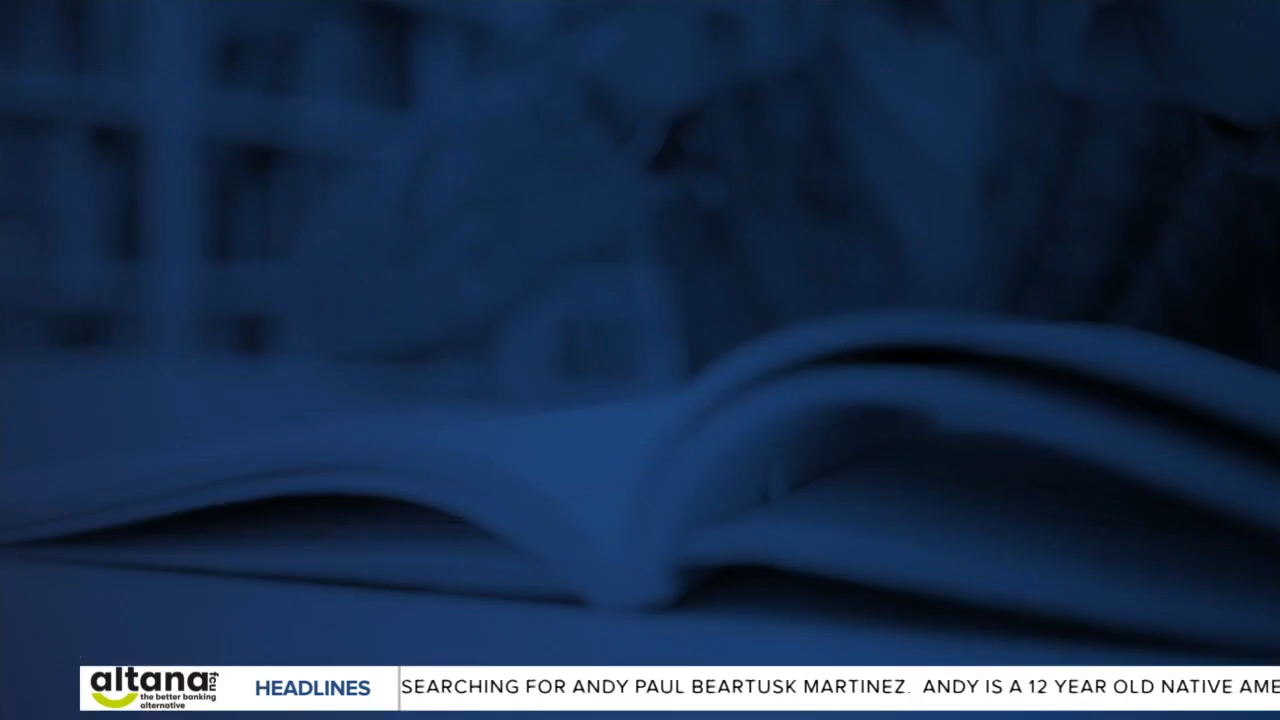 altana fcu
the better banking
alternative
HEADLINES
SEARCHING FOR ANDY PAUL BEARTUSK MARTINEZ. ANDY IS A 12 YEAR OLD NATIVE AME